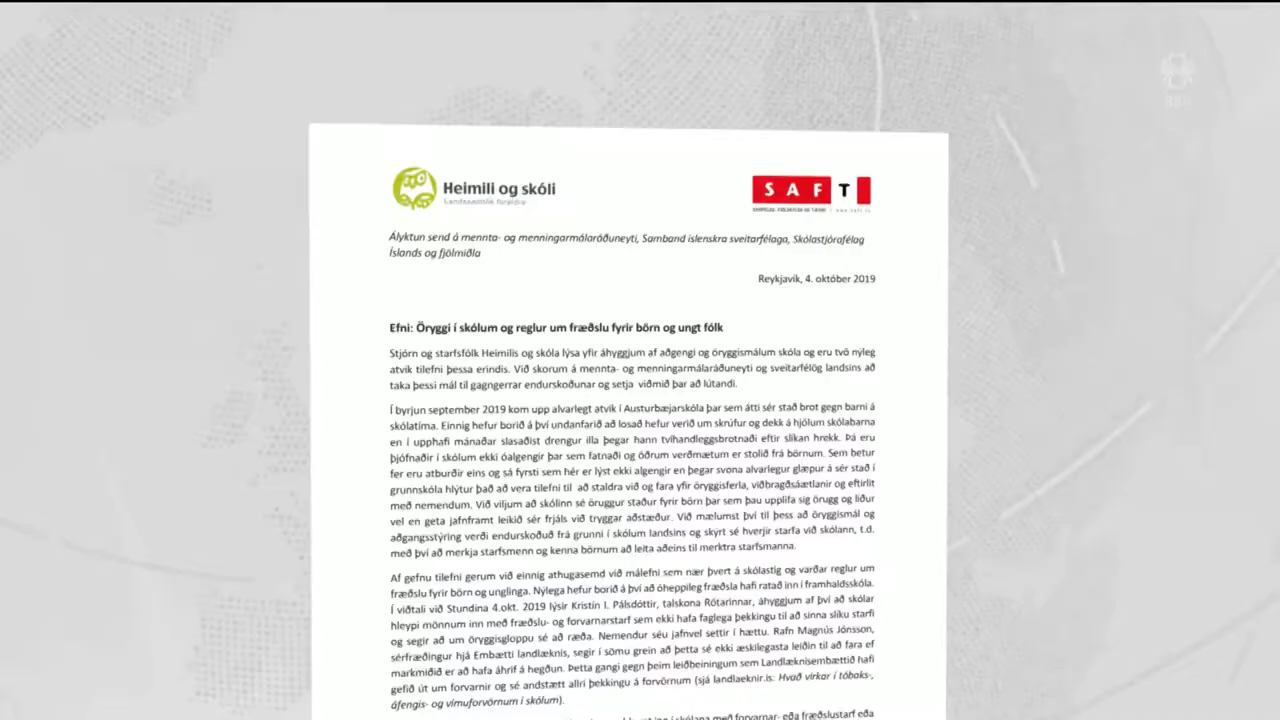 RÚV
Heimili og skóli
Landssamtök foreldra
SAFT
Ályktun send á mennta- og menningarmálaráðuneyti, Samband íslenskra sveitarfélaga, Skólastjórafélag
Íslands og fjölmiðla
Reykjavík, 4. október 2019
Efni: Öryggi í skólum og reglur um fræðslu fyrir börn og ungt fólk
Stjórn og starfsfólk Heimilis og skóla lýsa yfir áhyggjum af aðgengi og öryggismálum skóla og eru tvö nýleg
atvik tilefni þessa erindis. Við skorum á mennta- og menningarmálaráðuneyti og sveitarfélög landsins að
taka þessi mál til gagngerrar endurskoðunar og setja viðmið þar að lútandi.
Í byrjun september 2019 kom upp alvarlegt atvik í Austurbæjarskóla þar sem átti sér stað brot gegn barni á
skólatíma. Einnig hefur borið á því undanfarið að losað hefur verið um skrúfur og dekk á hjólum skólabarna
en í upphafi mánaðar slasaðist drengur illa þegar hann tvíhandleggsbrotnaði eftir slíkan hrekk. Þá eru
þjófnaðir í skólum ekki óalgengir þar sem fatnaði og öðrum verðmætum er stolið frá börnum. Sem betur
fer eru atburðir eins og sá fyrsti sem hér er lýst ekki algengir en þegar svona alvarlegur glæpur á sér stað í
grunnskóla hlýtur það að vera tilefni til að staldra við og fara yfir öryggisferla, viðbragðsáætlanir og eftirlit
með nemendum. Við viljum að skólinn sé öruggur staður fyrir börn þar sem þau upplifa sig örugg og líður
vel en geta jafnframt leikið sér frjáls við tryggar aðstæður. Við mælumst því til þess að öryggismál og
aðgangsstýring verði endurskoðuð frá grunni í skólum landsins og skýrt sé hverjir starfa við skólann, t.d.
með því að merkja starfsmenn og kenna börnum að leita aðeins til merktra starfsmanna.
Af gefnu tilefni gerum við einnig athugasemd við málefni sem nær þvert á skólastig og varðar reglur um
fræðslu fyrir börn og unglinga. Nýlega hefur borið á því að óheppileg fræðsla hafi ratað inn í framhaldsskóla.
Í viðtali við Stundina 4.okt. 2019 lýsir Kristín I. Pálsdóttir, talskona Rótarinnar, áhyggjum af því að skólar
hleypi mönnum inn með fræðslu- og forvarnarstarf sem ekki hafa faglega þekkingu til að sinna slíku starfi
og segir að um öryggisgloppu sé að ræða. Nemendur séu jafnvel settir í hættu. Rafn Magnús Jónsson,
sérfræðingur hjá Embætti landlæknis, segir í sömu grein að þetta sé ekki æskilegasta leiðin til að fara ef
markmiðið er að hafa áhrif á hegðun. Þetta gangi gegn þeim leiðbeiningum sem Landlæknisembættið hafi
gefið út um forvarnir og sé andstætt allri þekkingu á forvörnum (sjá landlaeknir.is: Hvað virkar í tóbaks-,
áfengis- og vímuforvörnum í skólum).
inn í skólana með forvarnar- eða fræðslustarf eða